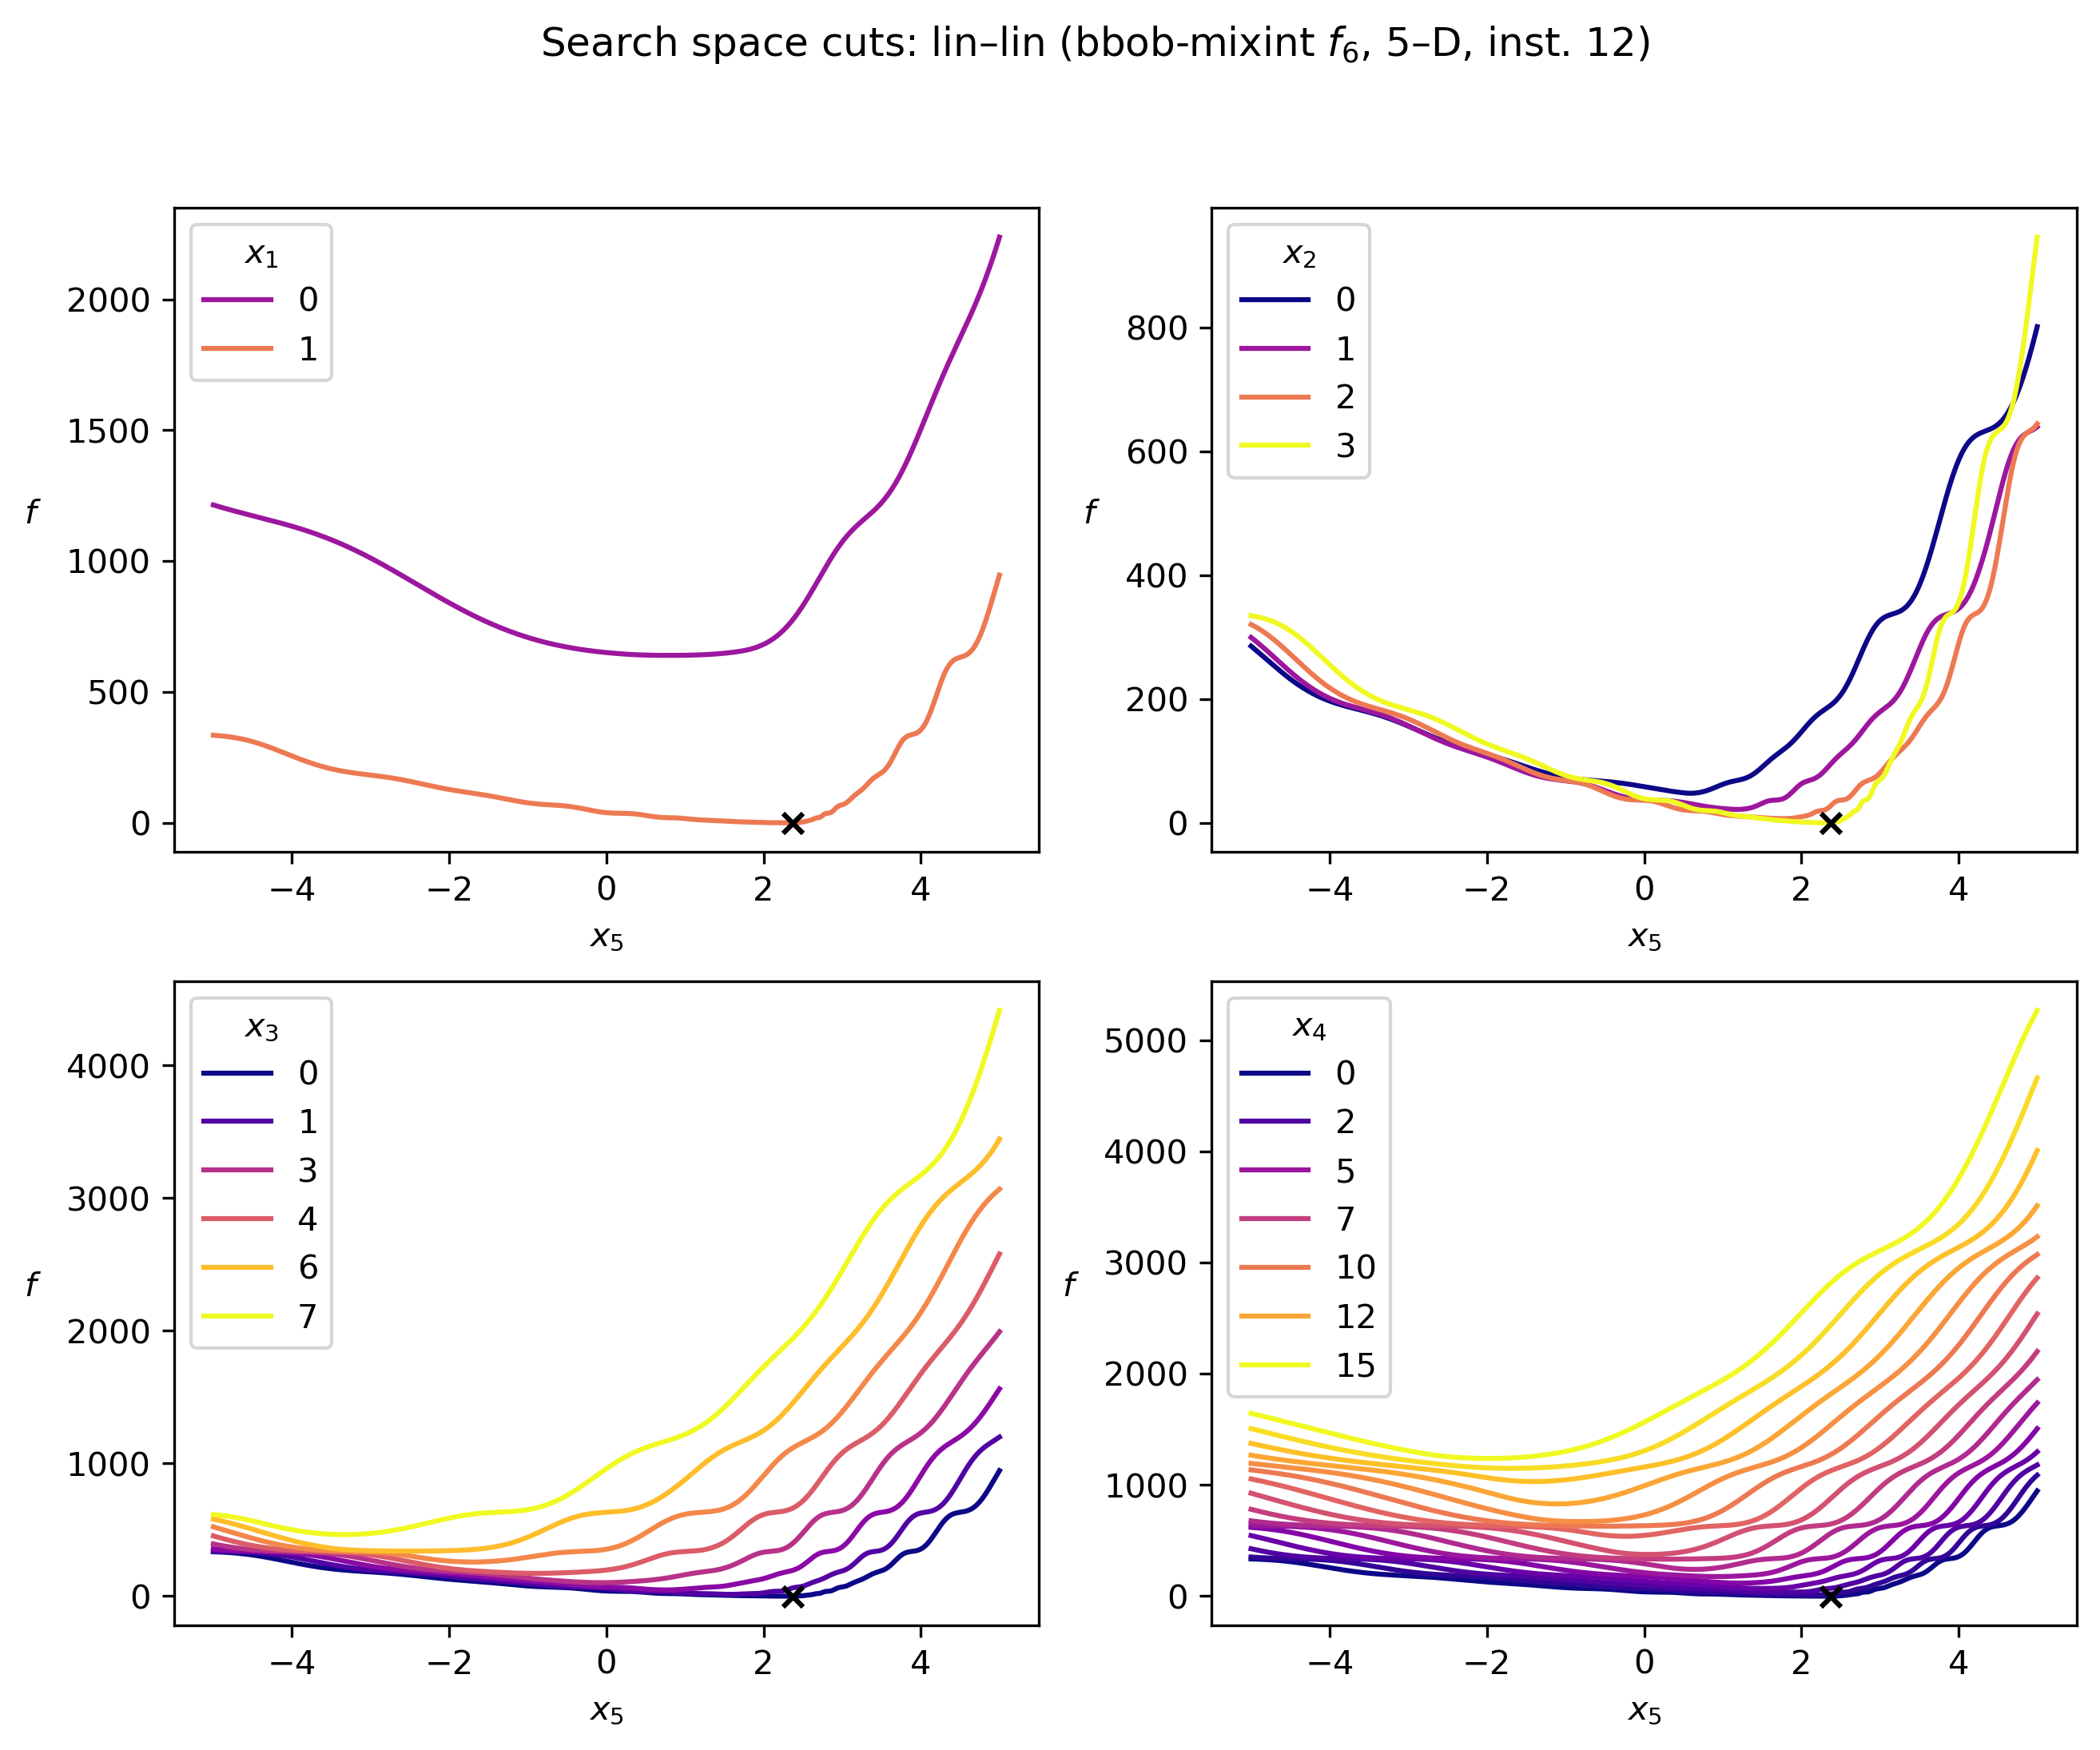 Search space cuts: lin–lin (bbob-mixint f₆, 5–D, inst. 12)
x₁
0
1
f
2000
1500
1000
500
0
−4 −2 0 2 4
x₅
x₂
0
1
2
3
f
800
600
400
200
0
−4 −2 0 2 4
x₅
x₃
0
1
3
4
6
7
f
4000
3000
2000
1000
0
−4 −2 0 2 4
x₅
x₄
0
2
5
7
10
12
15
f
5000
4000
3000
2000
1000
0
−4 −2 0 2 4
x₅